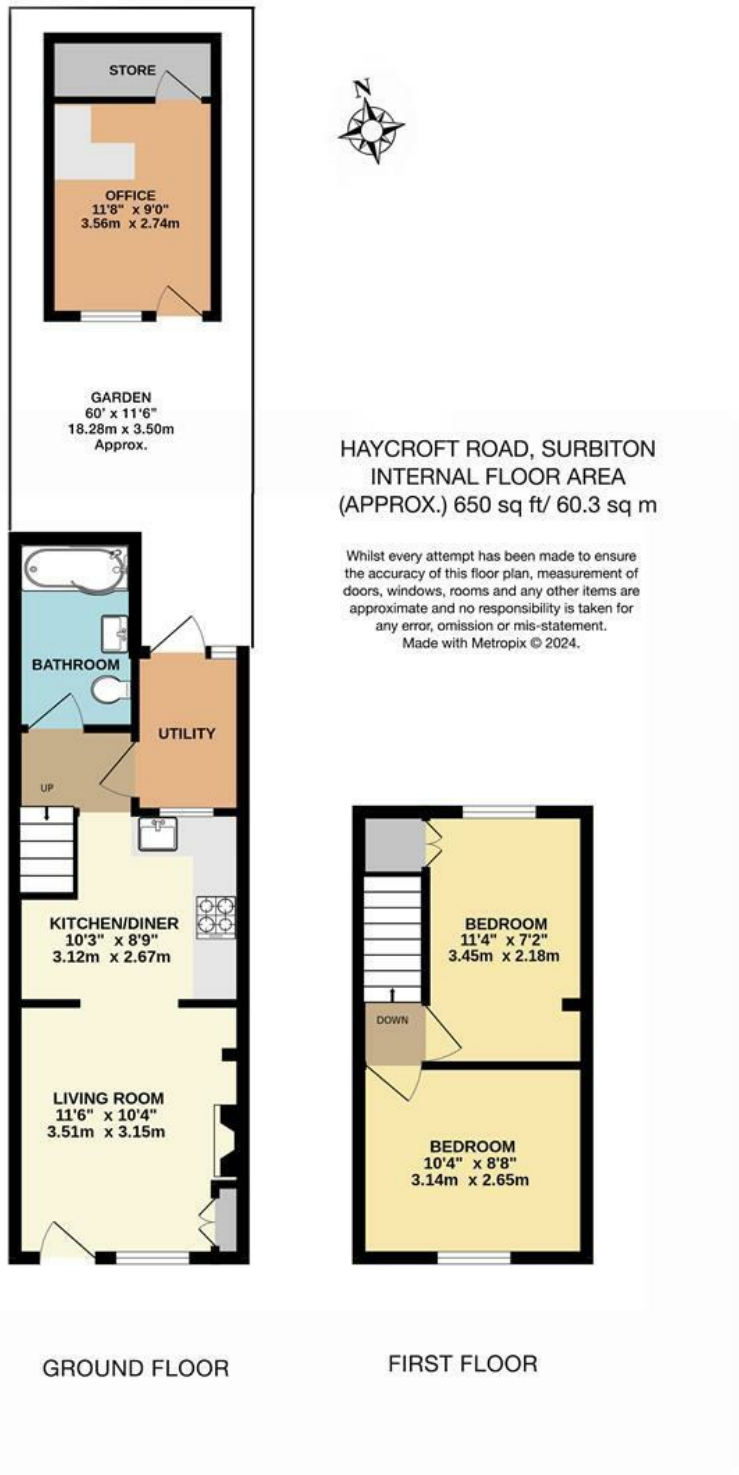 STORE
OFFICE
11'8" x 9'0"
3.56m x 2.74m
N
GARDEN
60' x 11'6"
18.28m x 3.50m
Approx.
HAYCROFT ROAD, SURBITON
INTERNAL FLOOR AREA
(APPROX.) 650 sq ft/ 60.3 sq m
Whilst every attempt has been made to ensure
the accuracy of this floor plan, measurement of
doors, windows, rooms and any other items are
approximate and no responsibility is taken for
any error, omission or mis-statement.
Made with Metropix © 2024.
BATHROOM
UTILITY
UP
KITCHEN/DINER
10'3" x 8'9"
3.12m x 2.67m
LIVING ROOM
11'6" x 10'4"
3.51m x 3.15m
BEDROOM
11'4" x 7'2"
3.45m x 2.18m
DOWN
BEDROOM
10'4" x 8'8"
3.14m x 2.65m
GROUND FLOOR
FIRST FLOOR